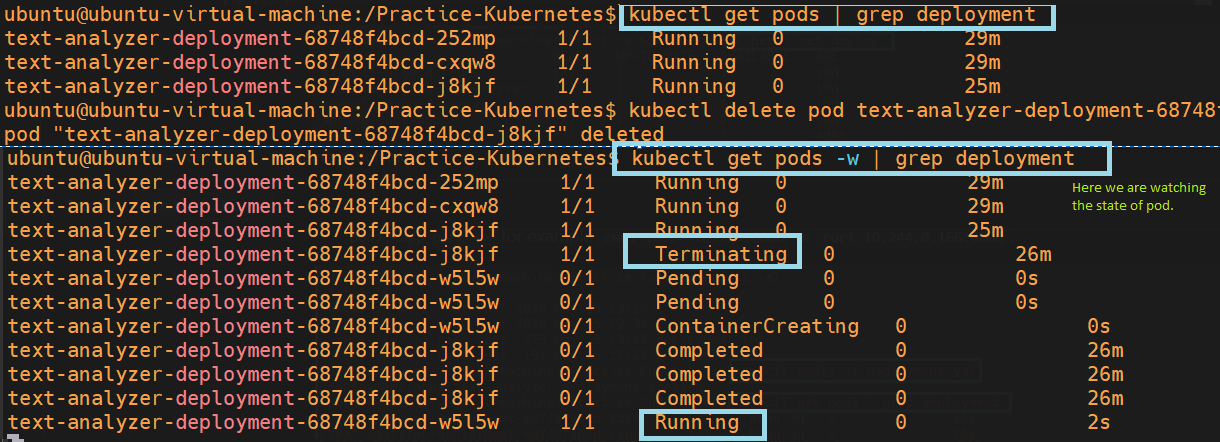 ubuntu@ubuntu-virtual-machine:/Practice-Kubernetes$ kubectl get pods | grep deployment
text-analyzer-deployment-68748f4bcd-252mp 1/1 Running 0 29m
text-analyzer-deployment-68748f4bcd-cxqw8 1/1 Running 0 29m
text-analyzer-deployment-68748f4bcd-j8kjf 1/1 Running 0 25m
ubuntu@ubuntu-virtual-machine:/Practice-Kubernetes$ kubectl delete pod text-analyzer-deployment-68748f
pod "text-analyzer-deployment-68748f4bcd-j8kjf" deleted
ubuntu@ubuntu-virtual-machine:/Practice-Kubernetes$ kubectl get pods -w | grep deployment
text-analyzer-deployment-68748f4bcd-252mp 1/1 Running 0 29m
text-analyzer-deployment-68748f4bcd-cxqw8 1/1 Running 0 29m
text-analyzer-deployment-68748f4bcd-j8kjf 1/1 Running 0 25m
Here we are watching
the state of pod.
text-analyzer-deployment-68748f4bcd-j8kjf 1/1 Terminating 0 26m
text-analyzer-deployment-68748f4bcd-w5l5w 0/1 Pending 0 0s
text-analyzer-deployment-68748f4bcd-w5l5w 0/1 Pending 0 0s
text-analyzer-deployment-68748f4bcd-w5l5w 0/1 ContainerCreating 0 0s
text-analyzer-deployment-68748f4bcd-j8kjf 0/1 Completed 0 26m
text-analyzer-deployment-68748f4bcd-j8kjf 0/1 Completed 0 26m
text-analyzer-deployment-68748f4bcd-j8kjf 0/1 Completed 0 26m
text-analyzer-deployment-68748f4bcd-w5l5w 1/1 Running 0 2s